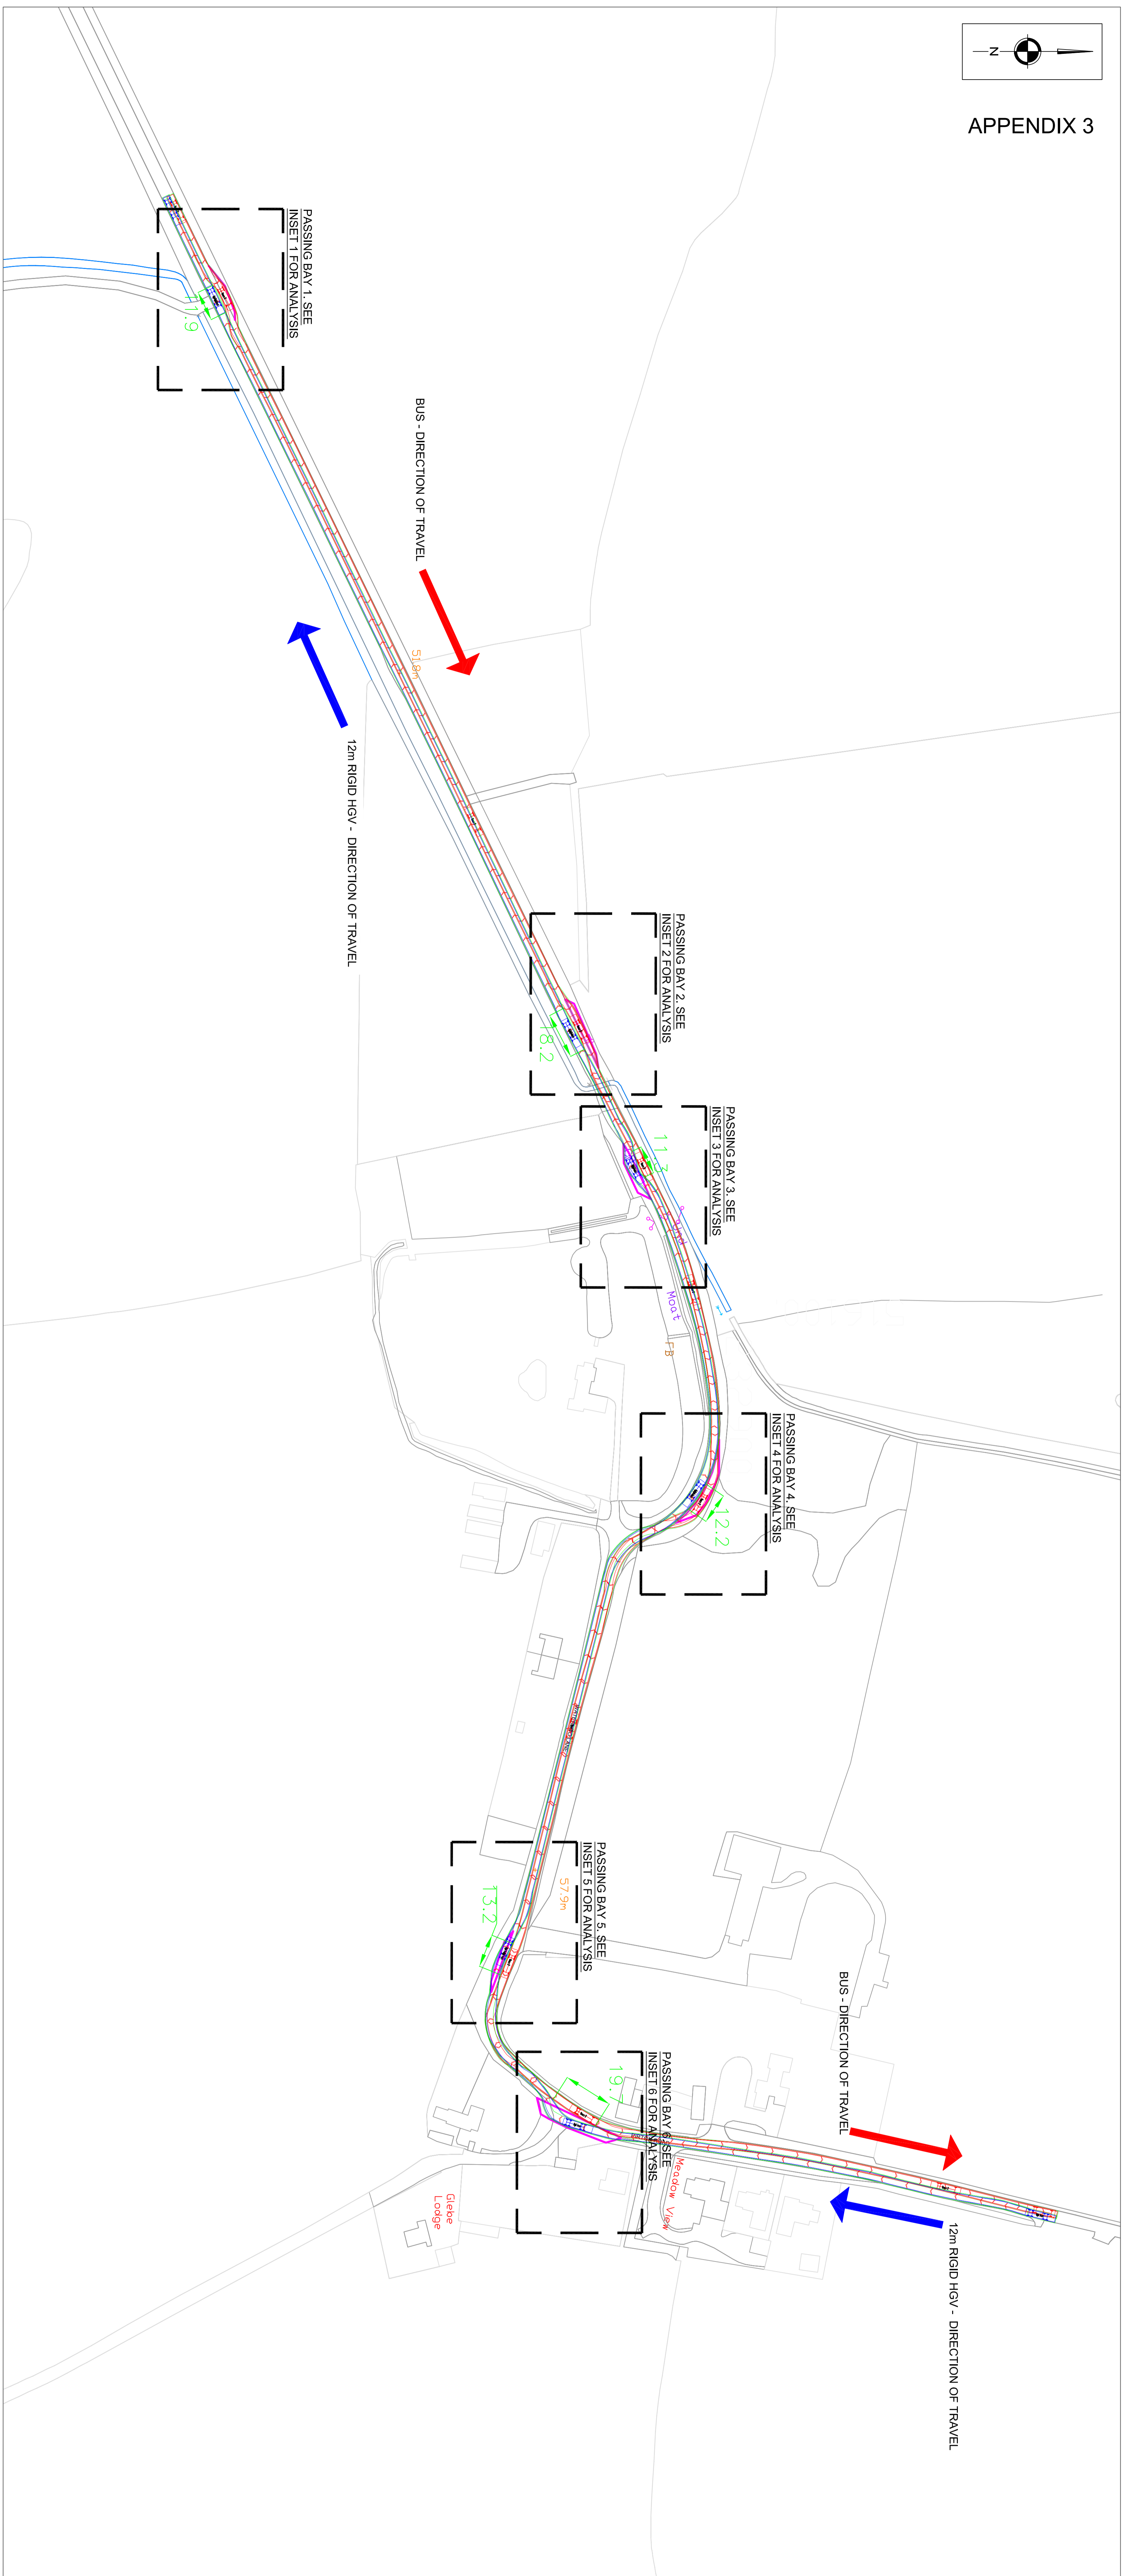 N
APPENDIX 3
PASSING BAY 1. SEE
INSET 1 FOR ANALYSIS
BUS - DIRECTION OF TRAVEL
51.8m
12m RIGID HGV - DIRECTION OF TRAVEL
PASSING BAY 2. SEE
INSET 2 FOR ANALYSIS
18.2
PASSING BAY 3. SEE
INSET 3 FOR ANALYSIS
Moat
FB
PASSING BAY 4. SEE
INSET 4 FOR ANALYSIS
12.2
PASSING BAY 5. SEE
INSET 5 FOR ANALYSIS
57.9m
13.2
PASSING BAY 6. SEE
INSET 6 FOR ANALYSIS
19.7
Meadow View
Glebe
Lodge
BUS - DIRECTION OF TRAVEL
12m RIGID HGV - DIRECTION OF TRAVEL